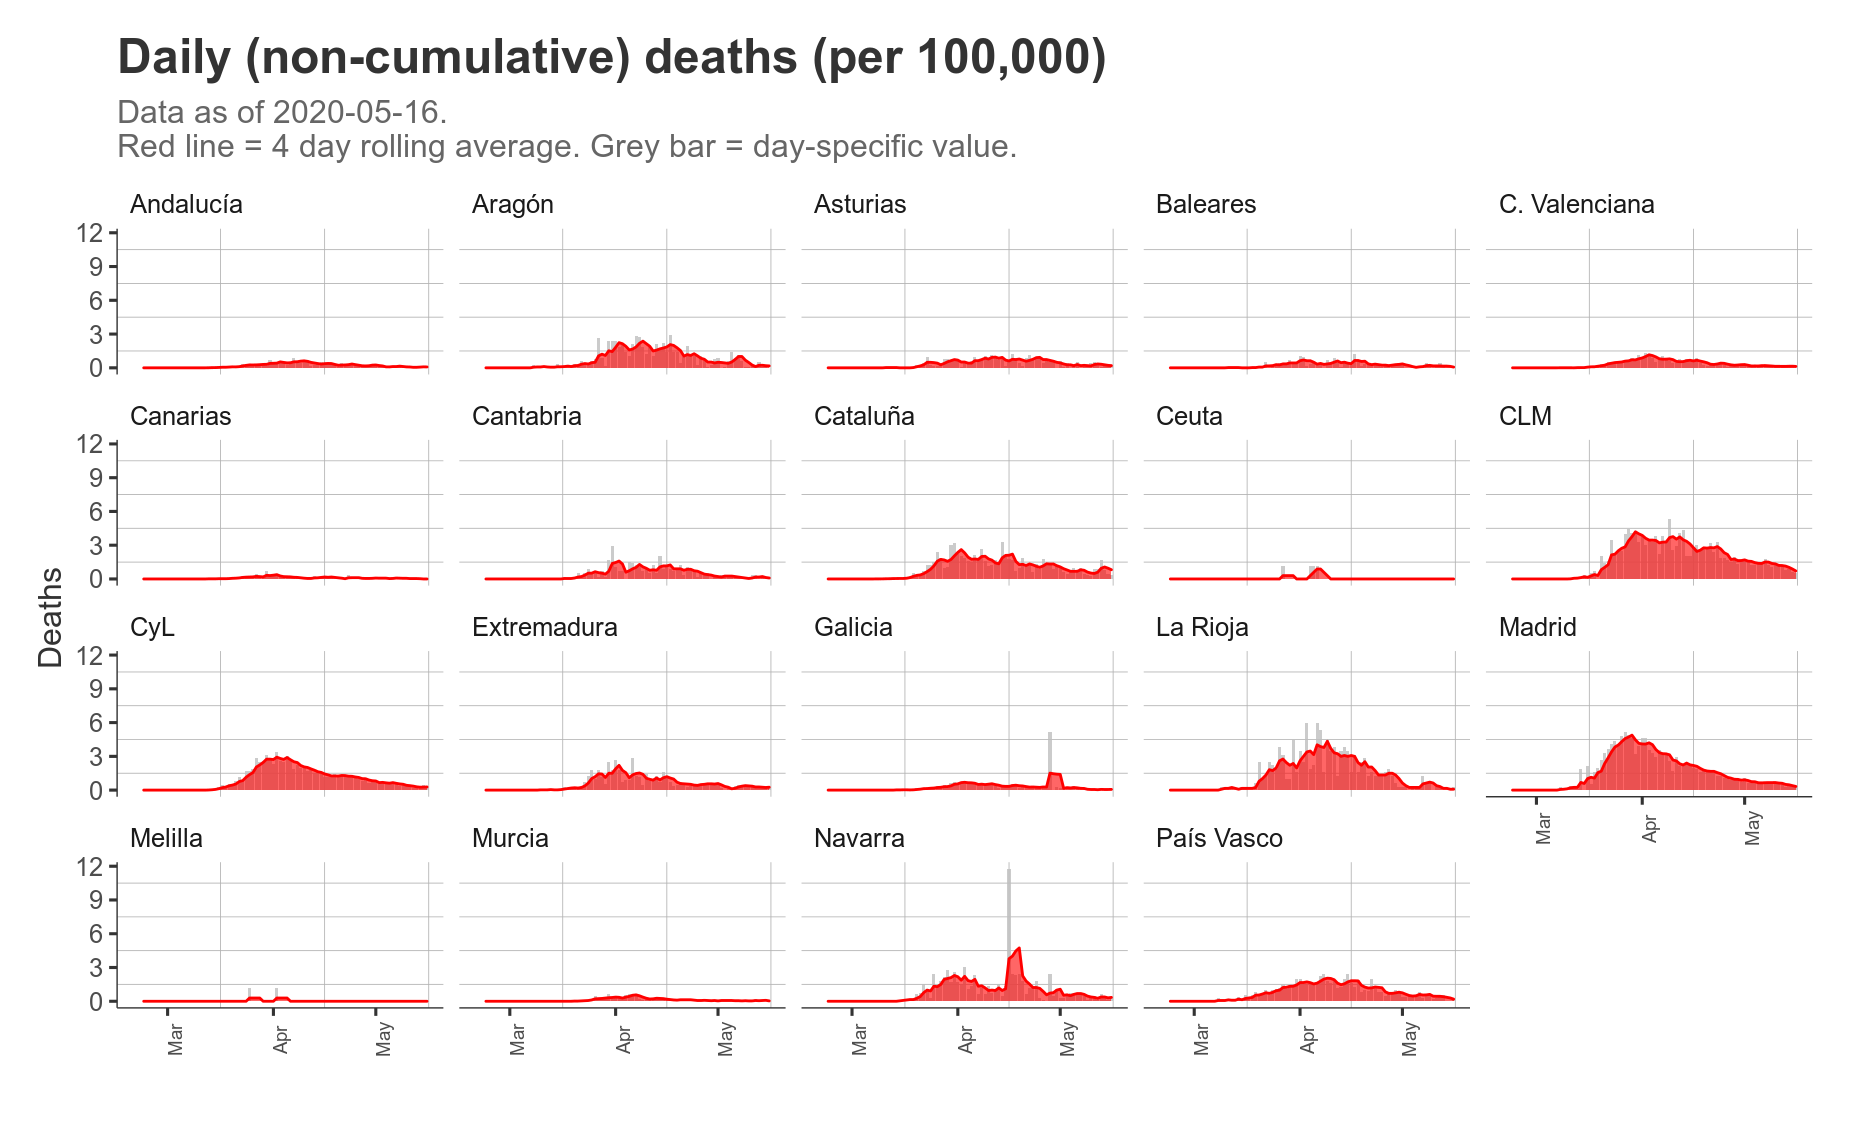 Daily (non-cumulative) deaths (per 100,000)
Data as of 2020-05-16.
Red line = 4 day rolling average. Grey bar = day-specific value.
Andalucía
Aragón
Asturias
Baleares
C. Valenciana
12
9
6
3
0
Canarias
Cantabria
Cataluña
Ceuta
CLM
12
9
6
3
0
Deaths
CyL
Extremadura
Galicia
La Rioja
Madrid
12
9
6
3
0
Mar
Apr
May
Melilla
Murcia
Navarra
País Vasco
12
9
6
3
0
Mar
Apr
May
Mar
Apr
May
Mar
Apr
May
Mar
Apr
May